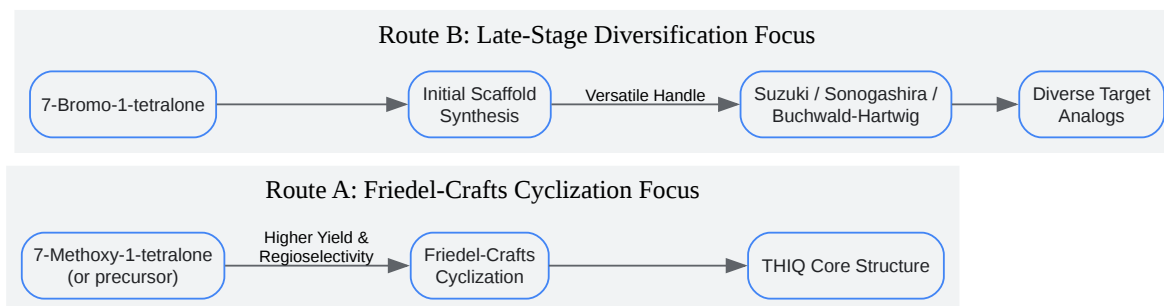 Route B: Late-Stage Diversification Focus
7-Bromo-1-tetralone
Initial Scaffold
Synthesis
Versatile Handle
Suzuki / Sonogashira /
Buchwald-Hartwig
Diverse Target
Analogs
Route A: Friedel-Crafts Cyclization Focus
7-Methoxy-1-tetralone
(or precursor)
Higher Yield &
Regioselectivity
Friedel-Crafts
Cyclization
THIQ Core Structure